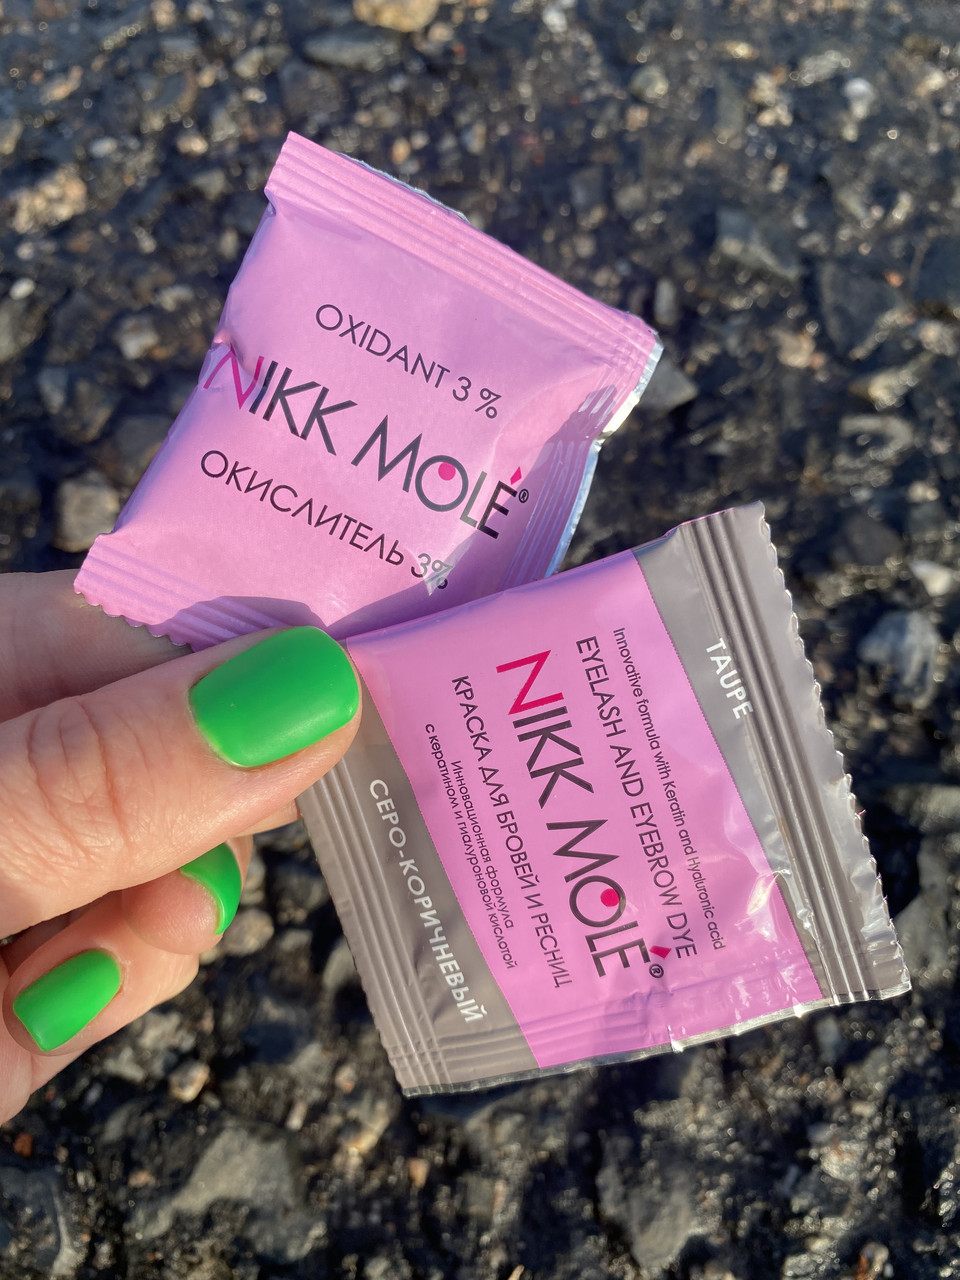 OXIDANT 3 %
NIKK MOLÉ®
ОКИСЛИТЕЛЬ 3%
TAUPE
Innovative formula with Keratin and Hyaluronic acid
EYELASH AND EYEBROW DYE
NIKK MOLÉ®
КРАСКА ДЛЯ БРОВЕЙ И РЕСНИЦ
Инновационная формула
с кератином и гиалуроновой кислотой
СЕРО-КОРИЧНЕВЫЙ